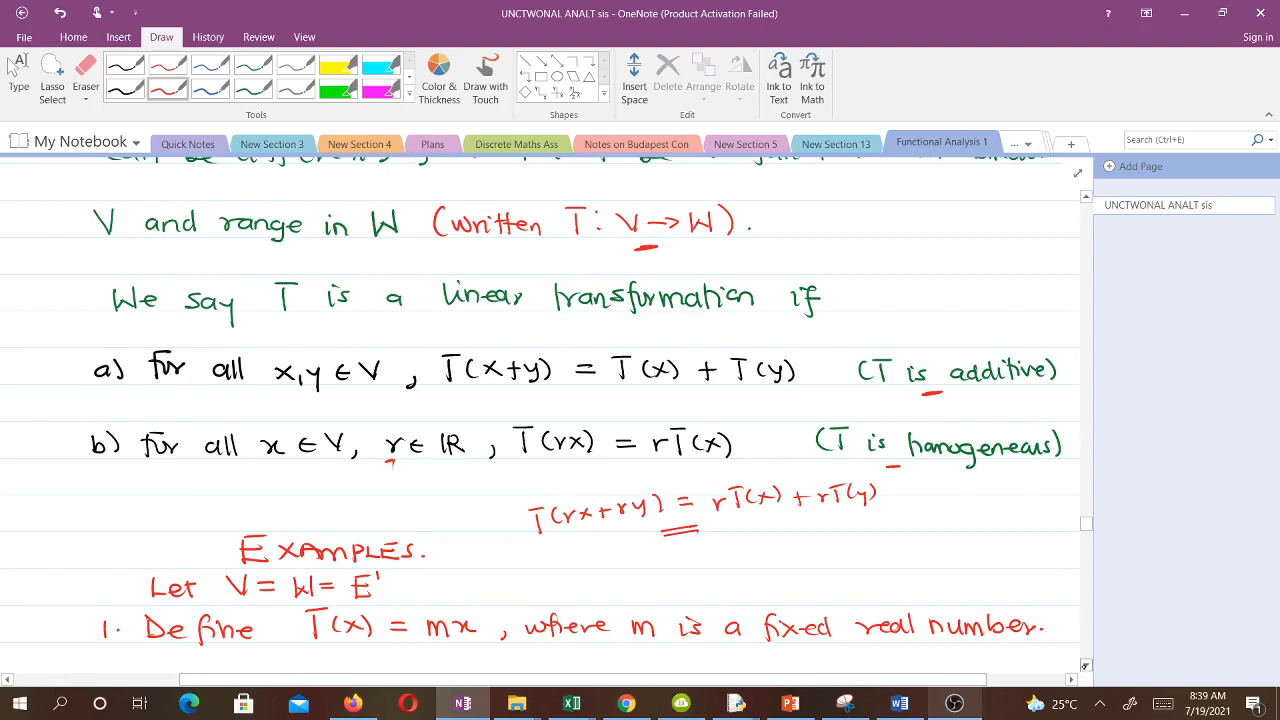 UNCTWONAL ANALT sis - OneNote (Product Activation Failed)
File Home Insert Draw History Review View Sign in
Type Lasso Select Eraser Color & Thickness Draw with Touch Insert Space Delete Arrange Rotate Ink to Text Ink to Math
Tools Shapes Edit Convert
My Notebook Quick Notes New Section 3 New Section 4 Plans Discrete Maths Ass Notes on Budapest Con New Section 5 New Section 13 Functional Analysis 1 ... Search (Ctrl+E)
Add Page
UNCTWONAL ANALT sis
V and range in W (written T: V → W).
We say T is a linear transformation if
a) for all x,y ∈ V, T(x+y) = T(x) + T(y) (T is additive)
b) for all x ∈ V, r ∈ IR, T(rx) = rT(x) (T is homogeneous)
T(rx+ry) = rT(x) + rT(y)
EXAMPLES.
Let V = W = E'
1. Define T(x) = mx, where m is a fixed real number.
25°C
8:39 AM
7/19/2021